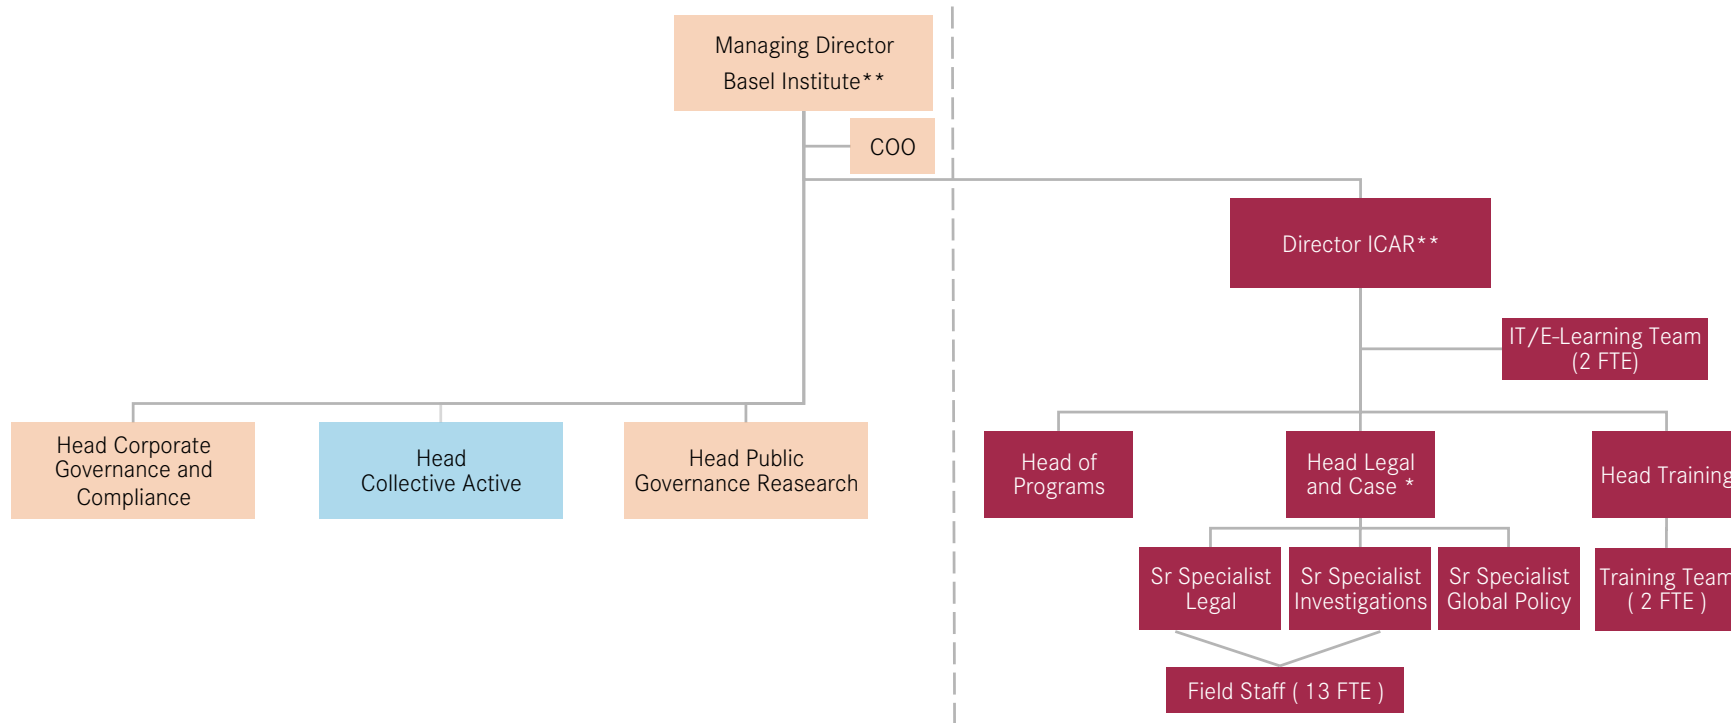 Managing Director
Basel Institute**
COO
Director ICAR**
IT/E-Learning Team
(2 FTE)
Head Corporate
Governance and
Compliance
Head
Collective Active
Head Public
Governance Reasearch
Head of
Programs
Head Legal
and Case *
Head Training
Sr Specialist
Legal
Sr Specialist
Investigations
Sr Specialist
Global Policy
Training Team
( 2 FTE )
Field Staff ( 13 FTE )